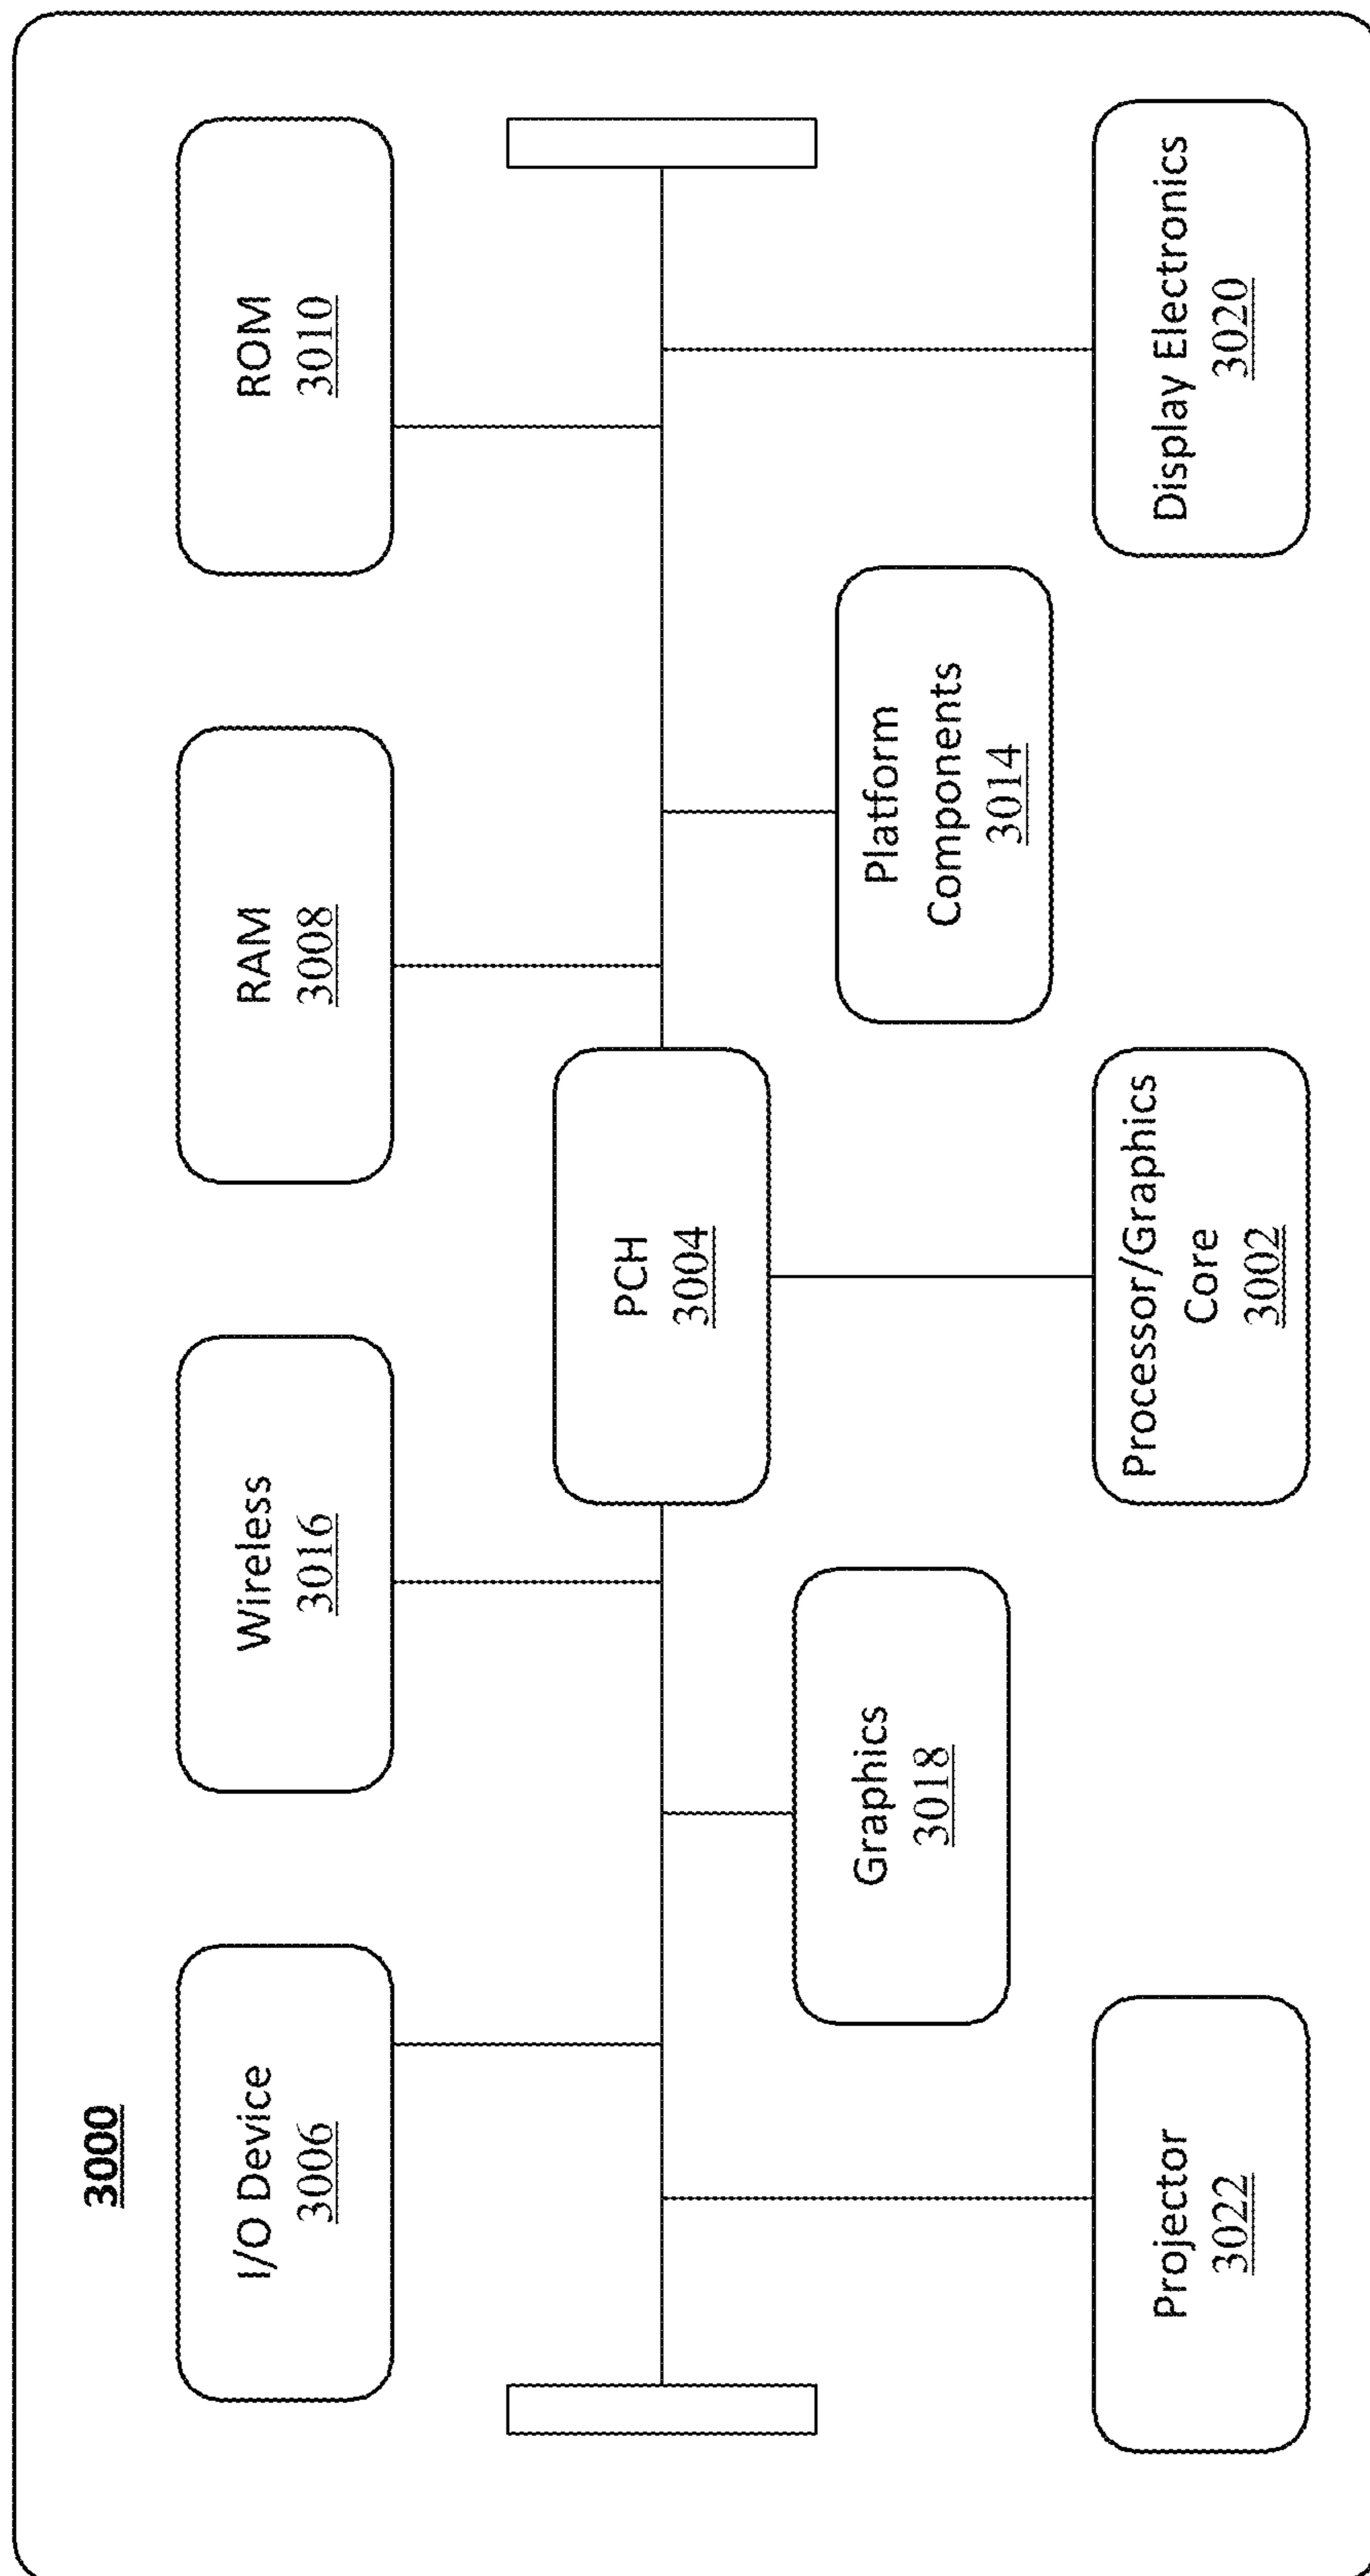 3000
I/O Device
3006
Wireless
3016
RAM
3008
ROM
3010
PCH
3004
Graphics
3018
Platform
Components
3014
Projector
3022
Processor/Graphics
Core
3002
Display Electronics
3020